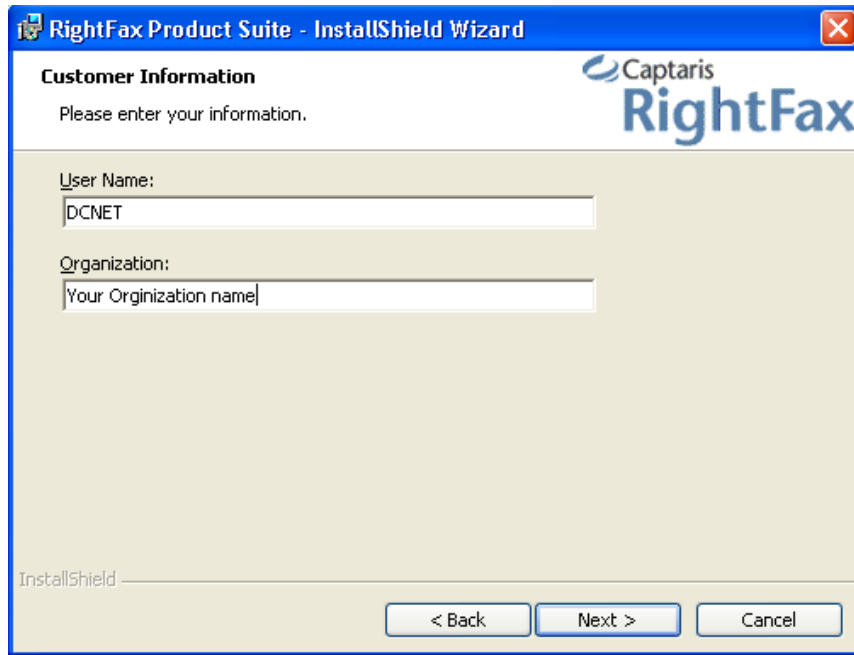 RightFax Product Suite - InstallShield Wizard
Customer Information
Please enter your information.
Captaris
RightFax
User Name:
DCNET
Organization:
Your Orginization name
InstallShield
< Back
Next >
Cancel